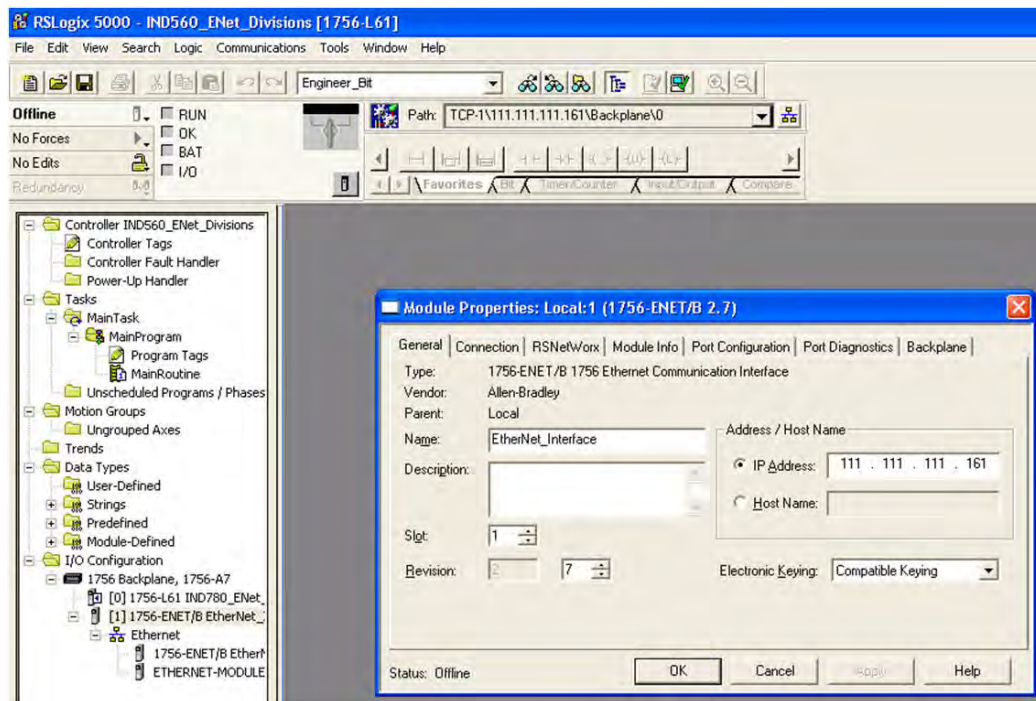 RSLogix 5000 - IND560_ENet_Divisions [1756-L61]
File Edit View Search Logic Communications Tools Window Help
Engineer_Bit
Offline
RUN
No Forces
OK
No Edits
BAT
Redundancy
I/O
Path: TCP-1\111.111.111.161\Backplane\0
Favorites Bit Timer/Counter Input/Output Compare
Controller IND560_ENet_Divisions
Controller Tags
Controller Fault Handler
Power-Up Handler
Tasks
MainTask
MainProgram
Program Tags
MainRoutine
Unscheduled Programs / Phases
Motion Groups
Ungrouped Axes
Trends
Data Types
User-Defined
Strings
Predefined
Module-Defined
I/O Configuration
1756 Backplane, 1756-A7
[0] 1756-L61 IND780_ENet_
[1] 1756-ENET/B EtherNet_
Ethernet
1756-ENET/B Ether
ETHERNET-MODULE
Module Properties: Local:1 (1756-ENET/B 2.7)
General Connection RSNetWorx Module Info Port Configuration Port Diagnostics Backplane
Type: 1756-ENET/B 1756 Ethernet Communication Interface
Vendor: Allen-Bradley
Parent: Local
Name: EtherNet_Interface
Description:
Slot: 1
Revision: 2 7
Address / Host Name
IP Address: 111 . 111 . 111 . 161
Host Name:
Electronic Keying: Compatible Keying
Status: Offline
OK Cancel Apply Help